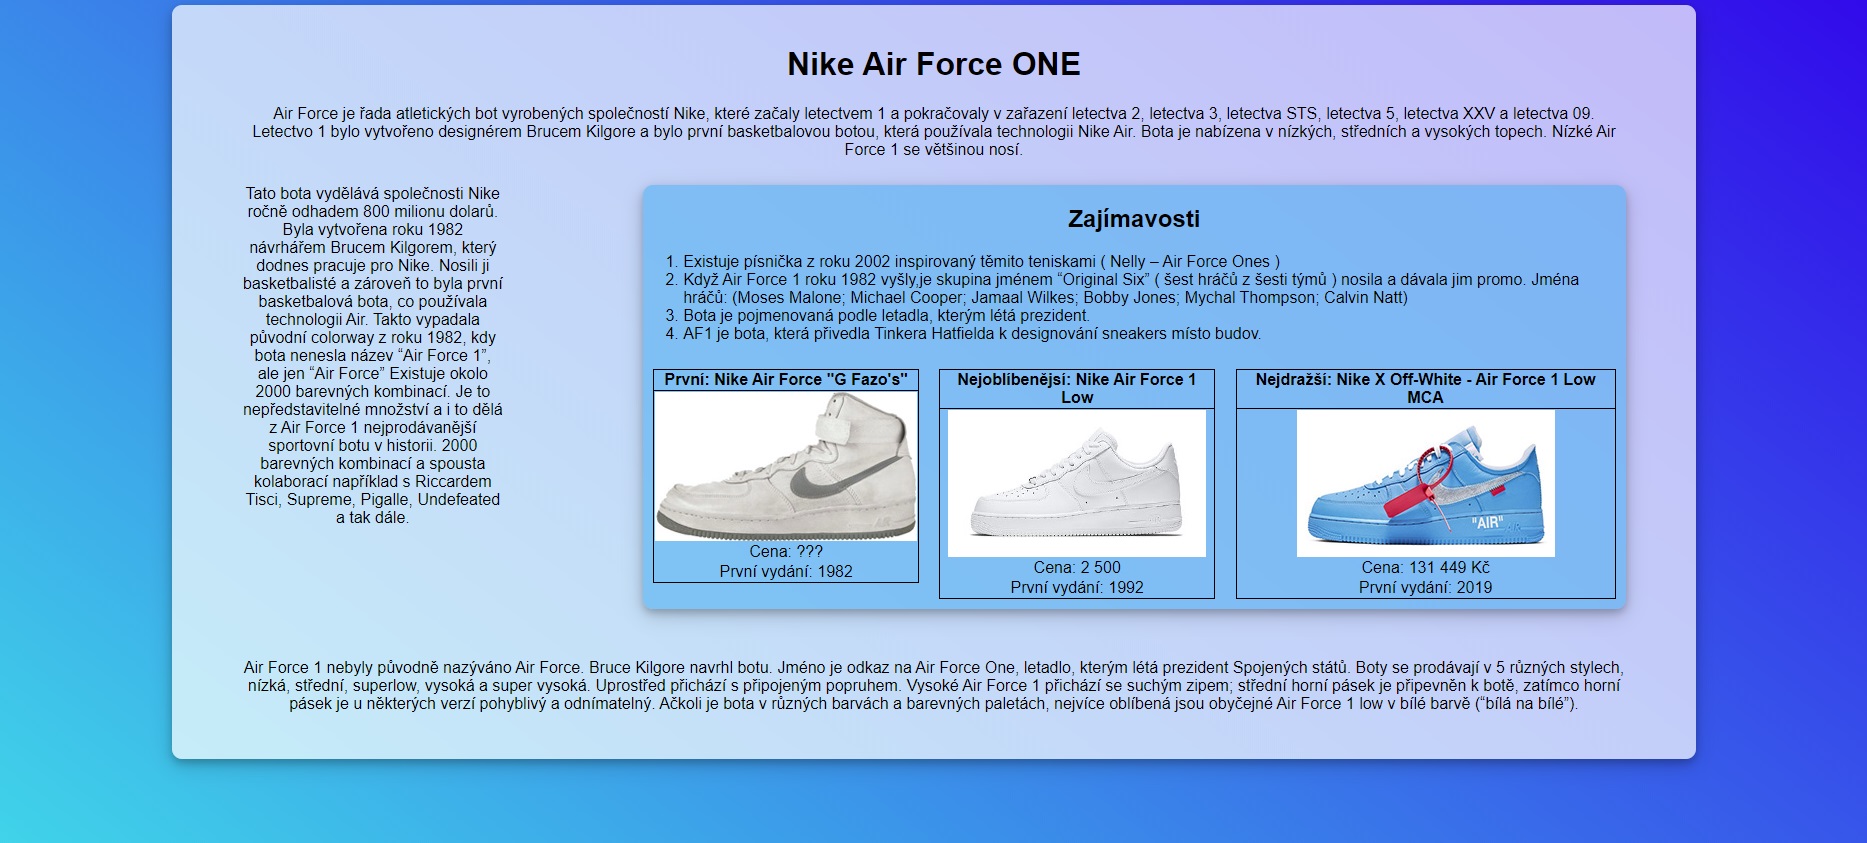 Nike Air Force ONE
Air Force je řada atletických bot vyrobených společností Nike, které začaly letectvem 1 a pokračovaly v zařazení letectva 2, letectva 3, letectva STS, letectva 5, letectva XXV a letectva 09.
Letectvo 1 bylo vytvořeno designérem Brucem Kilgore a bylo první basketbalovou botou, která používala technologii Nike Air. Bota je nabízena v nízkých, středních a vysokých topech. Nízké Air
Force 1 se většinou nosí.
Tato bota vydělává společnosti Nike
ročně odhadem 800 milionu dolarů.
Byla vytvořena roku 1982
návrhářem Brucem Kilgorem, který
dodnes pracuje pro Nike. Nosili ji
basketbalisté a zároveň to byla první
basketbalová bota, co používala
technologii Air. Takto vypadala
původní colorway z roku 1982, kdy
bota nenesla název “Air Force 1”,
ale jen “Air Force” Existuje okolo
2000 barevných kombinací. Je to
nepředstavitelné množství a i to dělá
z Air Force 1 nejprodávanější
sportovní botu v historii. 2000
barevných kombinací a spousta
kolaborací například s Riccardem
Tisci, Supreme, Pigalle, Undefeated
a tak dále.
Zajímavosti
1. Existuje písnička z roku 2002 inspirovaný těmito teniskami ( Nelly – Air Force Ones )
2. Když Air Force 1 roku 1982 vyšly,je skupina jménem “Original Six” ( šest hráčů z šesti týmů ) nosila a dávala jim promo. Jména
hráčů: (Moses Malone; Michael Cooper; Jamaal Wilkes; Bobby Jones; Mychal Thompson; Calvin Natt)
3. Bota je pojmenovaná podle letadla, kterým létá prezident.
4. AF1 je bota, která přivedla Tinkera Hatfielda k designování sneakers místo budov.
První: Nike Air Force "G Fazo's"
Cena: ???
První vydání: 1982
Nejoblíbenějsí: Nike Air Force 1
Low
Cena: 2 500
První vydání: 1992
Nejdražší: Nike X Off-White - Air Force 1 Low
MCA
"AIR"
Cena: 131 449 Kč
První vydání: 2019
Air Force 1 nebyly původně nazýváno Air Force. Bruce Kilgore navrhl botu. Jméno je odkaz na Air Force One, letadlo, kterým létá prezident Spojených států. Boty se prodávají v 5 různých stylech,
nízká, střední, superlow, vysoká a super vysoká. Uprostřed přichází s připojeným popruhem. Vysoké Air Force 1 přichází se suchým zipem; střední horní pásek je připevněn k botě, zatímco horní
pásek je u některých verzí pohyblivý a odnímatelný. Ačkoli je bota v různých barvách a barevných paletách, nejvíce oblíbená jsou obyčejné Air Force 1 low v bílé barvě (“bílá na bílé”).